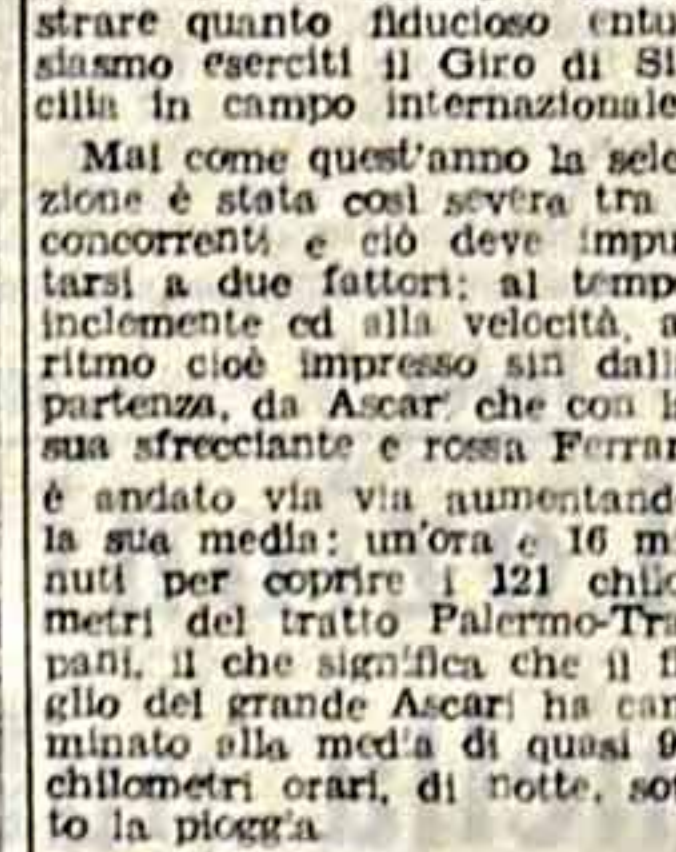 strare quanto fiducioso entu
siasmo eserciti il Giro di Si
cilia in campo internazionale
Mai come quest'anno la sele
zione è stata così severa tra
concorrenti e ciò deve impu
tarsi a due fattori: al temp
inclemente ed alla velocità, a
ritmo cioè impresso sin dall
partenza, da Ascari che con l
sua sfrecciante e rossa Ferrar
è andato via via aumentand
la sua media: un'ora e 16 mi
nuti per coprire i 121 chilo
metri del tratto Palermo-Tra
pani, il che significa che il fi
glio del grande Ascari ha cam
minato alla media di quasi 9
chilometri orari, di notte, sot
to la pioggia